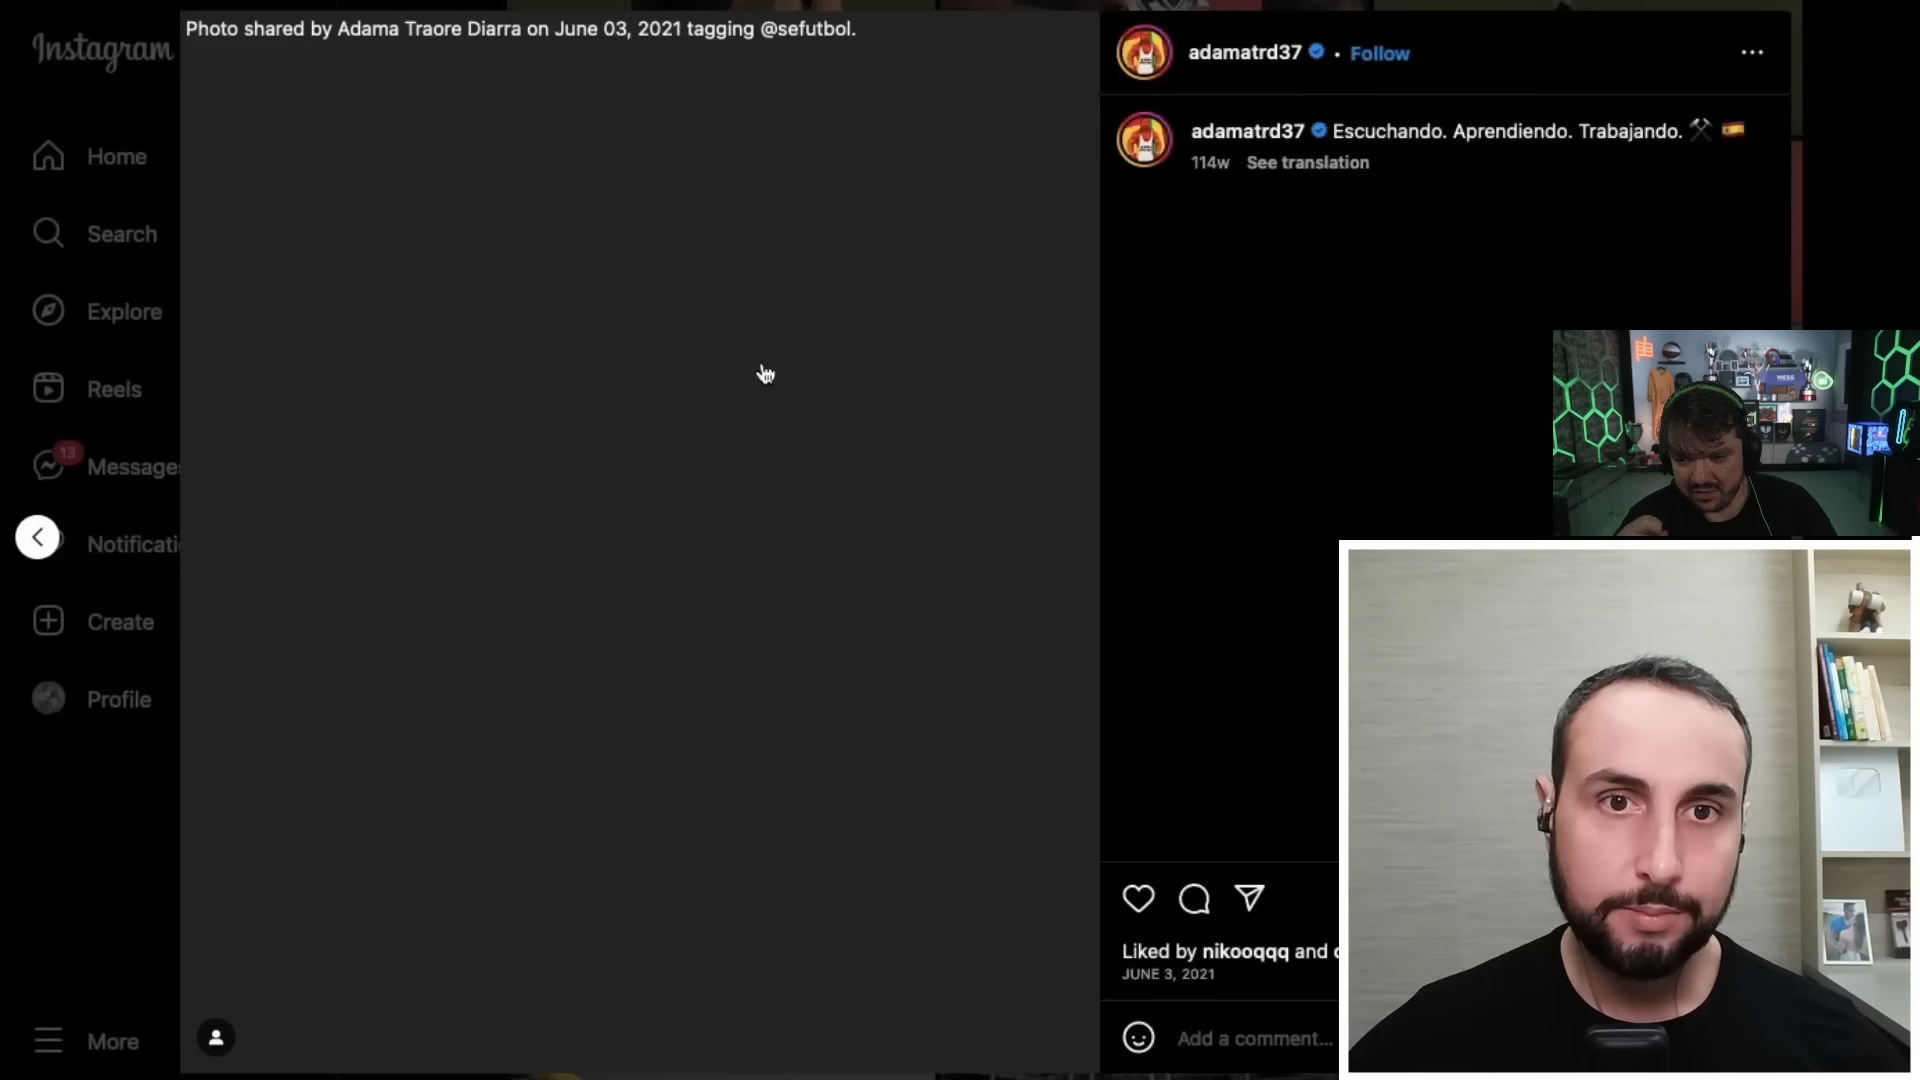 Instagram
Photo shared by Adama Traore Diarra on June 03, 2021 tagging @sefutbol.
Home
Search
Explore
Reels
13
Message
Notificati
Create
Profile
More
adamatrd37 • Follow
adamatrd37 Escuchando. Aprendiendo. Trabajando. ⚒️ 🇪🇸
114w See translation
Liked by nikooqqq and
JUNE 3, 2021
Add a comment...
WESG